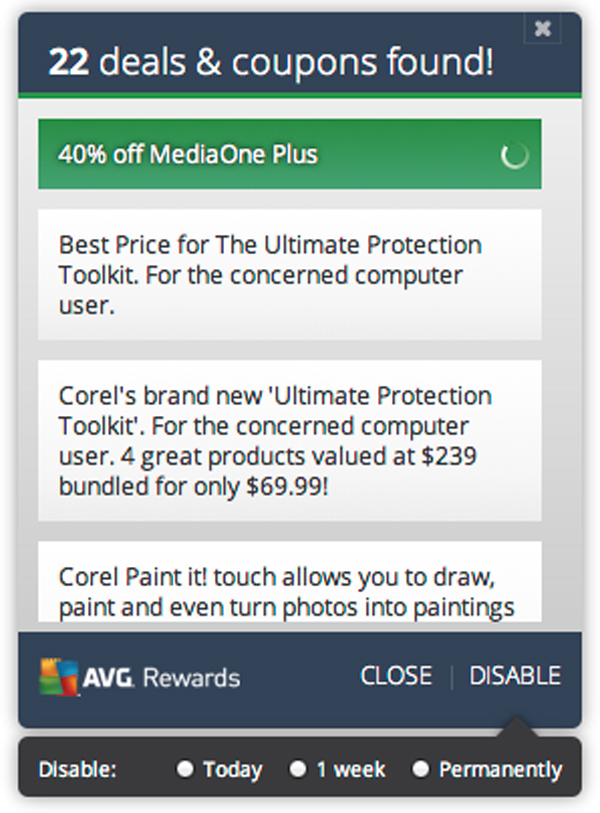 22 deals & coupons found!
40% off MediaOne Plus
Best Price for The Ultimate Protection
Toolkit. For the concerned computer
user.
Corel's brand new 'Ultimate Protection
Toolkit'. For the concerned computer
user. 4 great products valued at $239
bundled for only $69.99!
Corel Paint it! touch allows you to draw,
paint and even turn photos into paintings
AVG Rewards CLOSE | DISABLE
Disable: Today 1 week Permanently